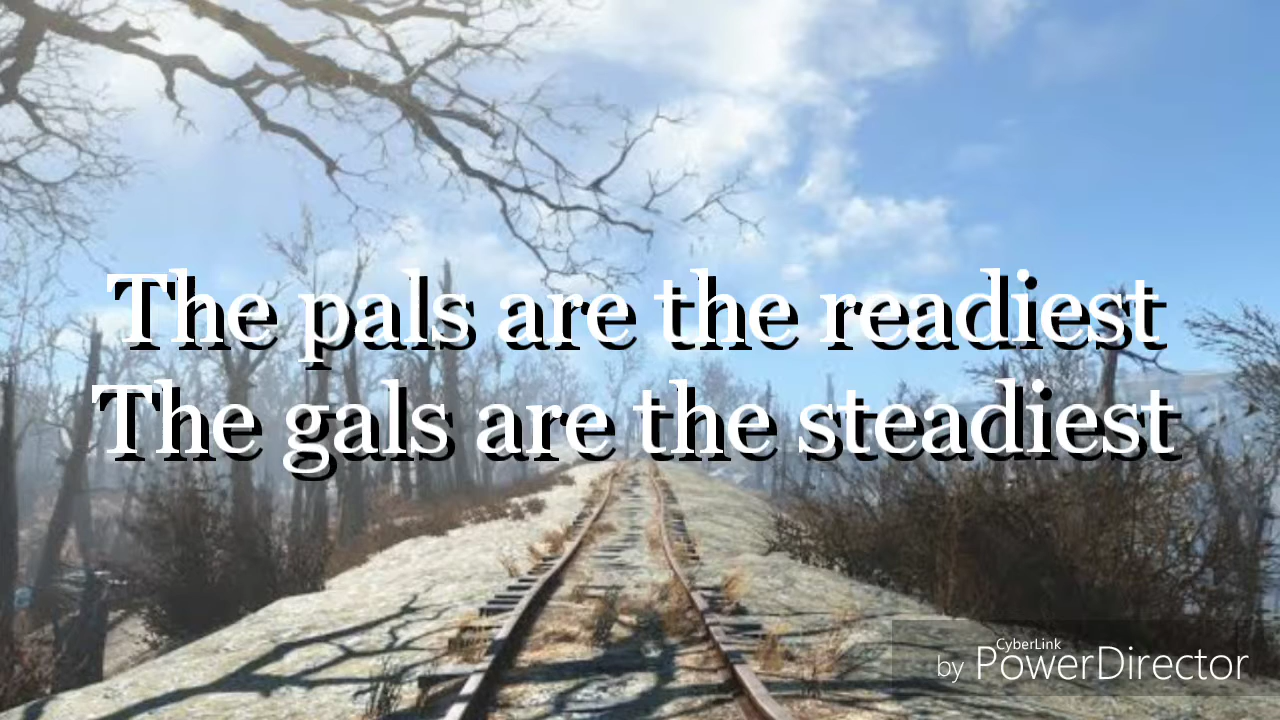 The pals are the readiest
The gals are the steadiest
CyberLink
by PowerDirector